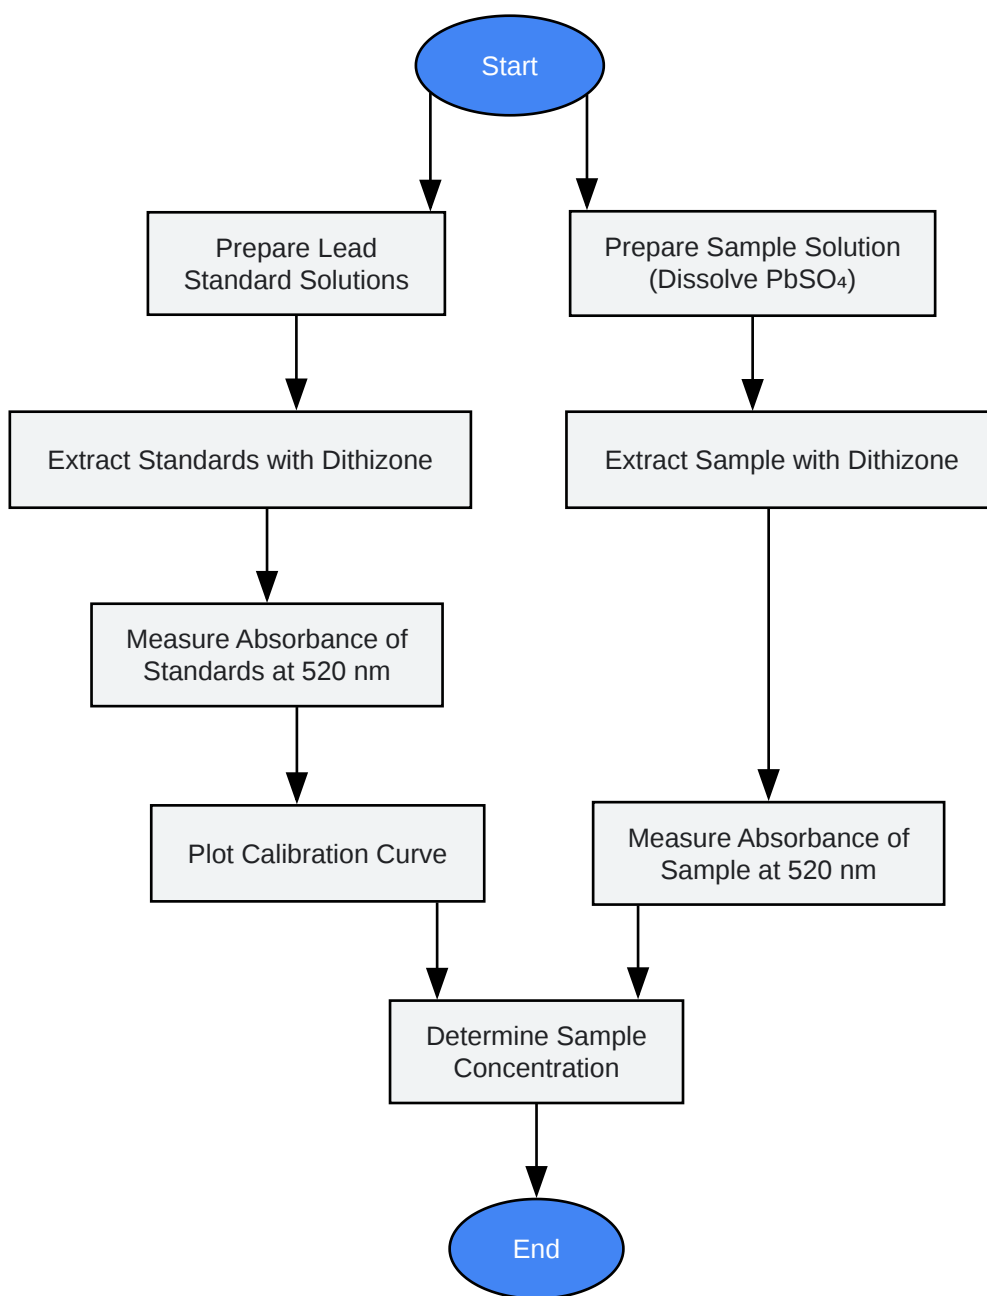 Start
Prepare Lead
Standard Solutions
Prepare Sample Solution
(Dissolve PbSO₄)
Extract Standards with Dithizone
Extract Sample with Dithizone
Measure Absorbance of
Standards at 520 nm
Plot Calibration Curve
Measure Absorbance of
Sample at 520 nm
Determine Sample
Concentration
End